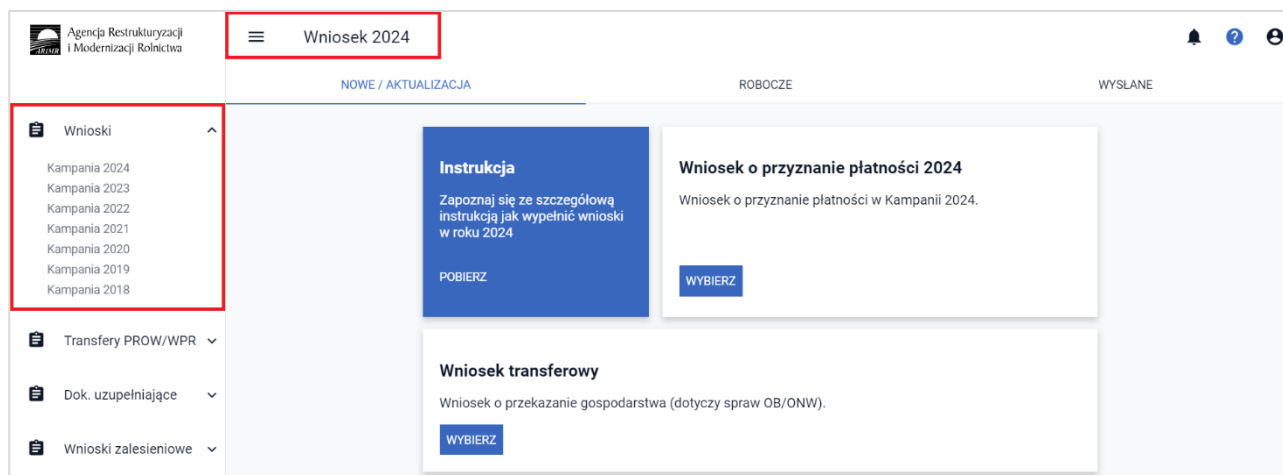 Agencja Restrukturyzacji
i Modernizacji Rolnictwa
ARiMR
Wniosek 2024
NOWE / AKTUALIZACJA
ROBOCZE
WYSŁANE
Wnioski
Kampania 2024
Kampania 2023
Kampania 2022
Kampania 2021
Kampania 2020
Kampania 2019
Kampania 2018
Transfery PROW/WPR
Dok. uzupełniające
Wnioski zalesieniowe
Instrukcja
Zapoznaj się ze szczegółową
instrukcją jak wypełnić wnioski
w roku 2024
POBIERZ
Wniosek o przyznanie płatności 2024
Wniosek o przyznanie płatności w Kampanii 2024.
WYBIERZ
Wniosek transferowy
Wniosek o przekazanie gospodarstwa (dotyczy spraw OB/ONW).
WYBIERZ